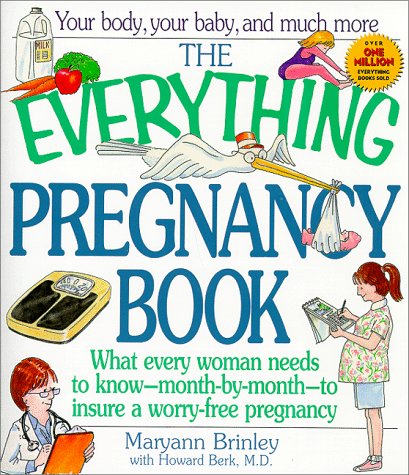 Your body, your baby, and much more
MILK
OVER
ONE
MILLION
EVERYTHING
BOOKS SOLD
THE
EVERYTHING
PREGNANCY
BOOK
What every woman needs
to know—month-by-month—to
insure a worry-free pregnancy
Maryann Brinley
with Howard Berk, M.D.